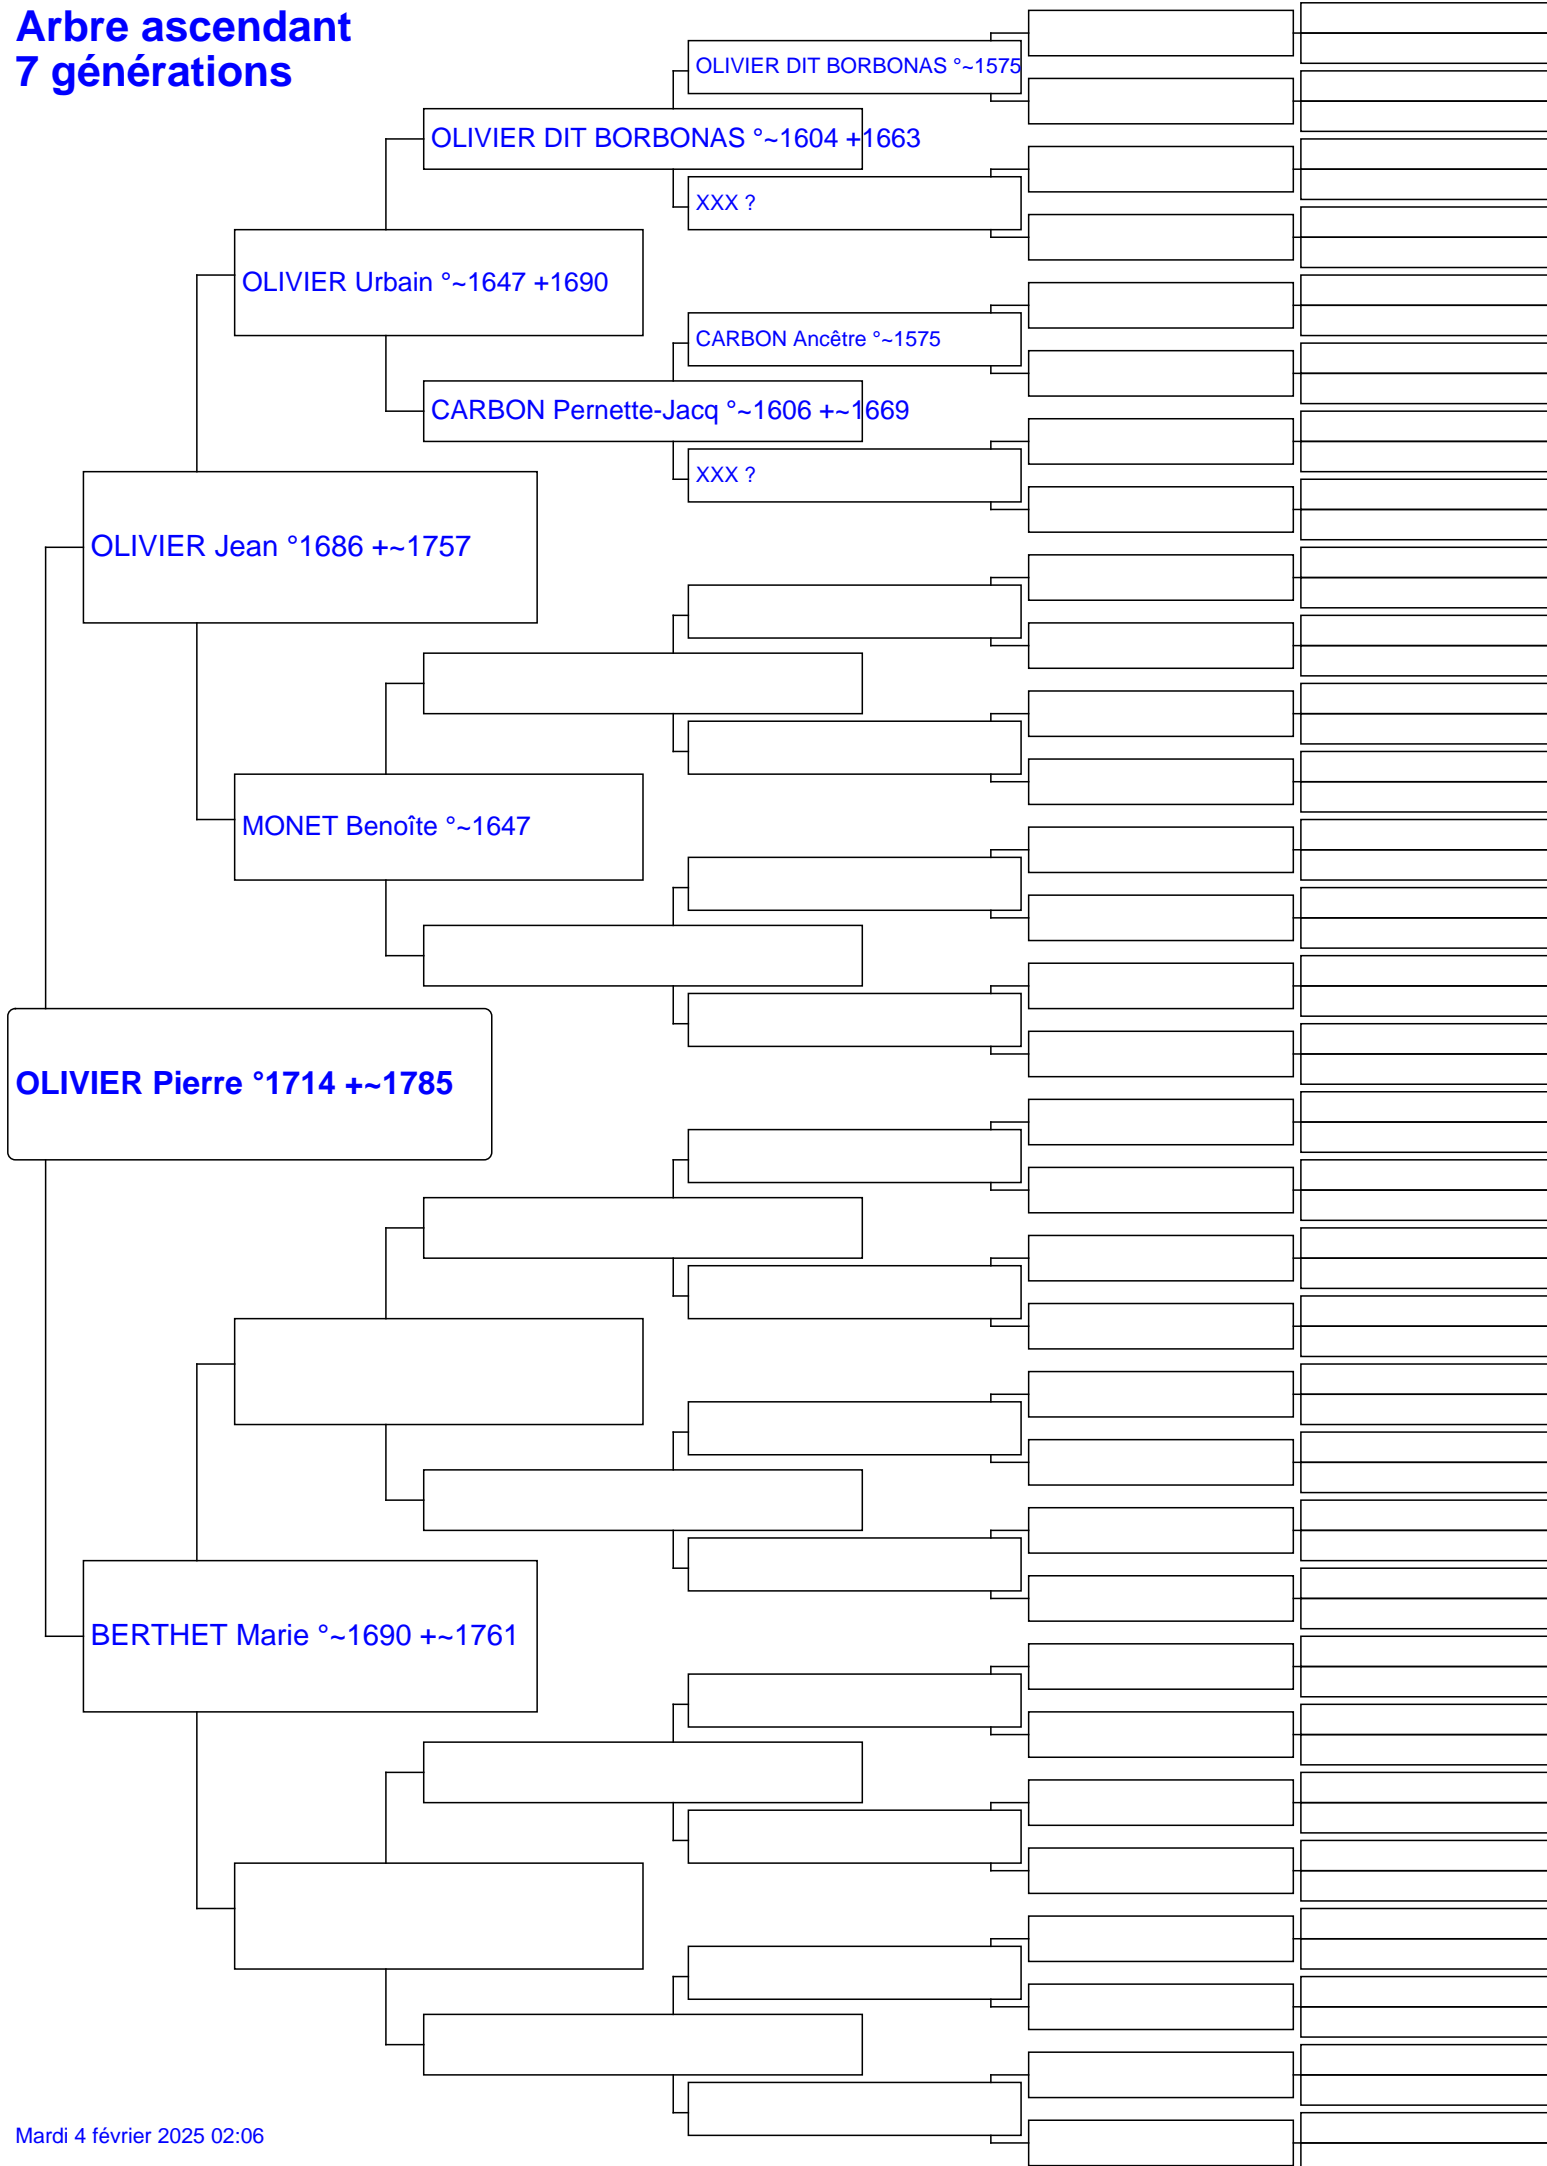 Arbre ascendant
7 générations
OLIVIER DIT BORBONAS °~1575
OLIVIER DIT BORBONAS °~1604 +1663
XXX ?
OLIVIER Urbain °~1647 +1690
CARBON Ancêtre °~1575
CARBON Pernette-Jacq °~1606 +~1669
XXX ?
OLIVIER Jean °1686 +~1757
MONET Benoîte °~1647
OLIVIER Pierre °1714 +~1785
BERTHET Marie °~1690 +~1761
Mardi 4 février 2025 02:06